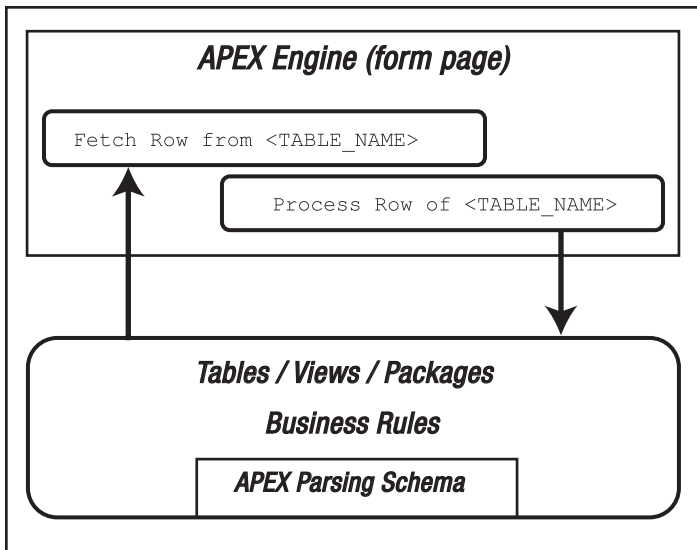 APEX Engine (form page)
Fetch Row from <TABLE_NAME>
Process Row of <TABLE_NAME>
Tables / Views / Packages
Business Rules
APEX Parsing Schema